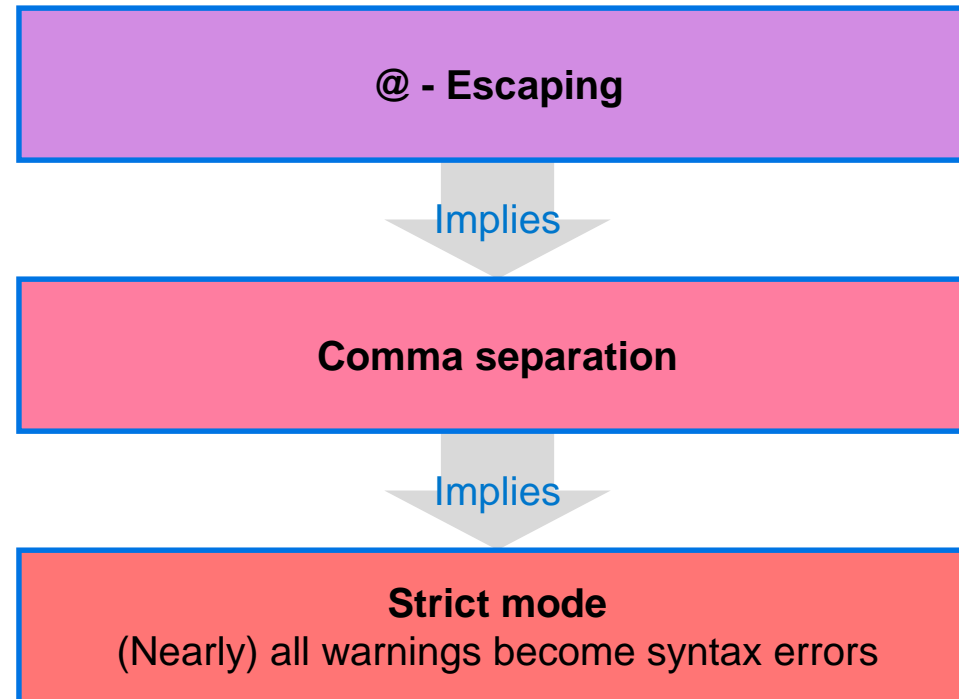 @ - Escaping
Implies
Comma separation
Implies
Strict mode
(Nearly) all warnings become syntax errors